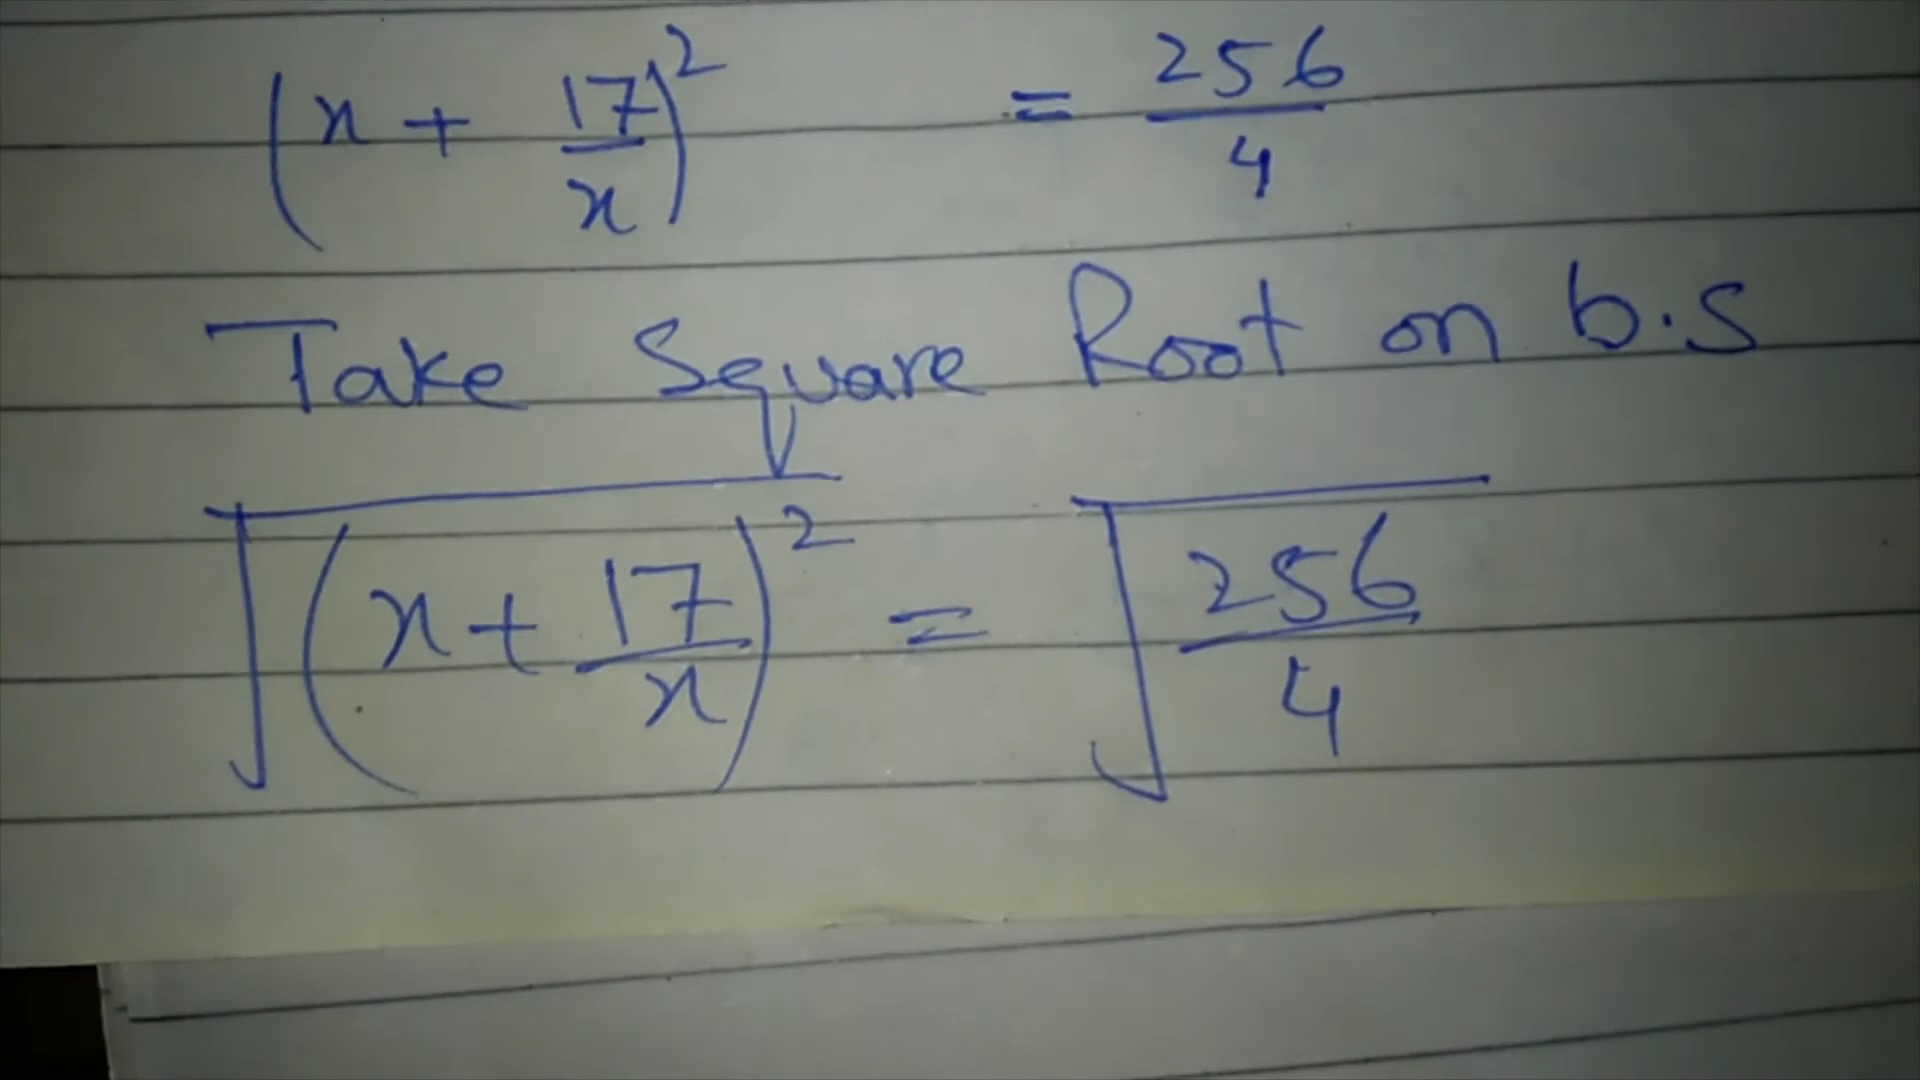 (x + 17/x)² = 256/4
Take Square Root on b.s
√(x + 17/x)² = √256/4